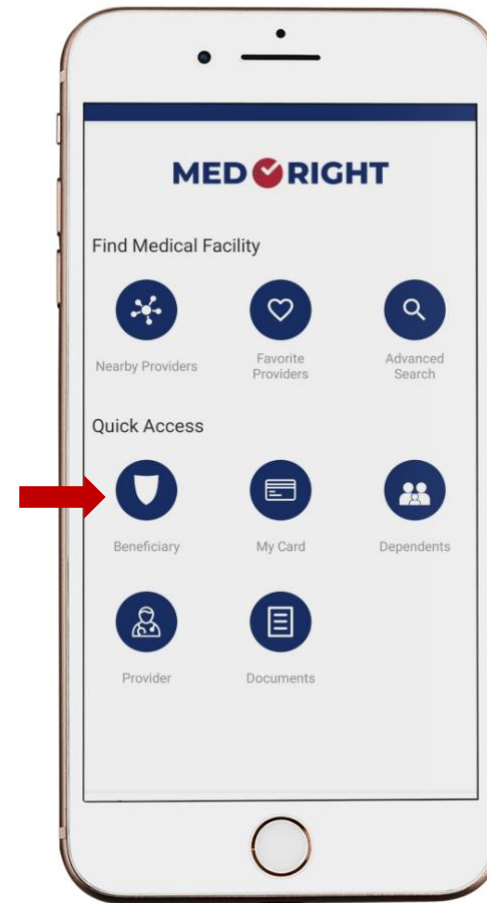 MED RIGHT
Find Medical Facility
Nearby Providers
Favorite
Providers
Advanced
Search
Quick Access
Beneficiary
My Card
Dependents
Provider
Documents